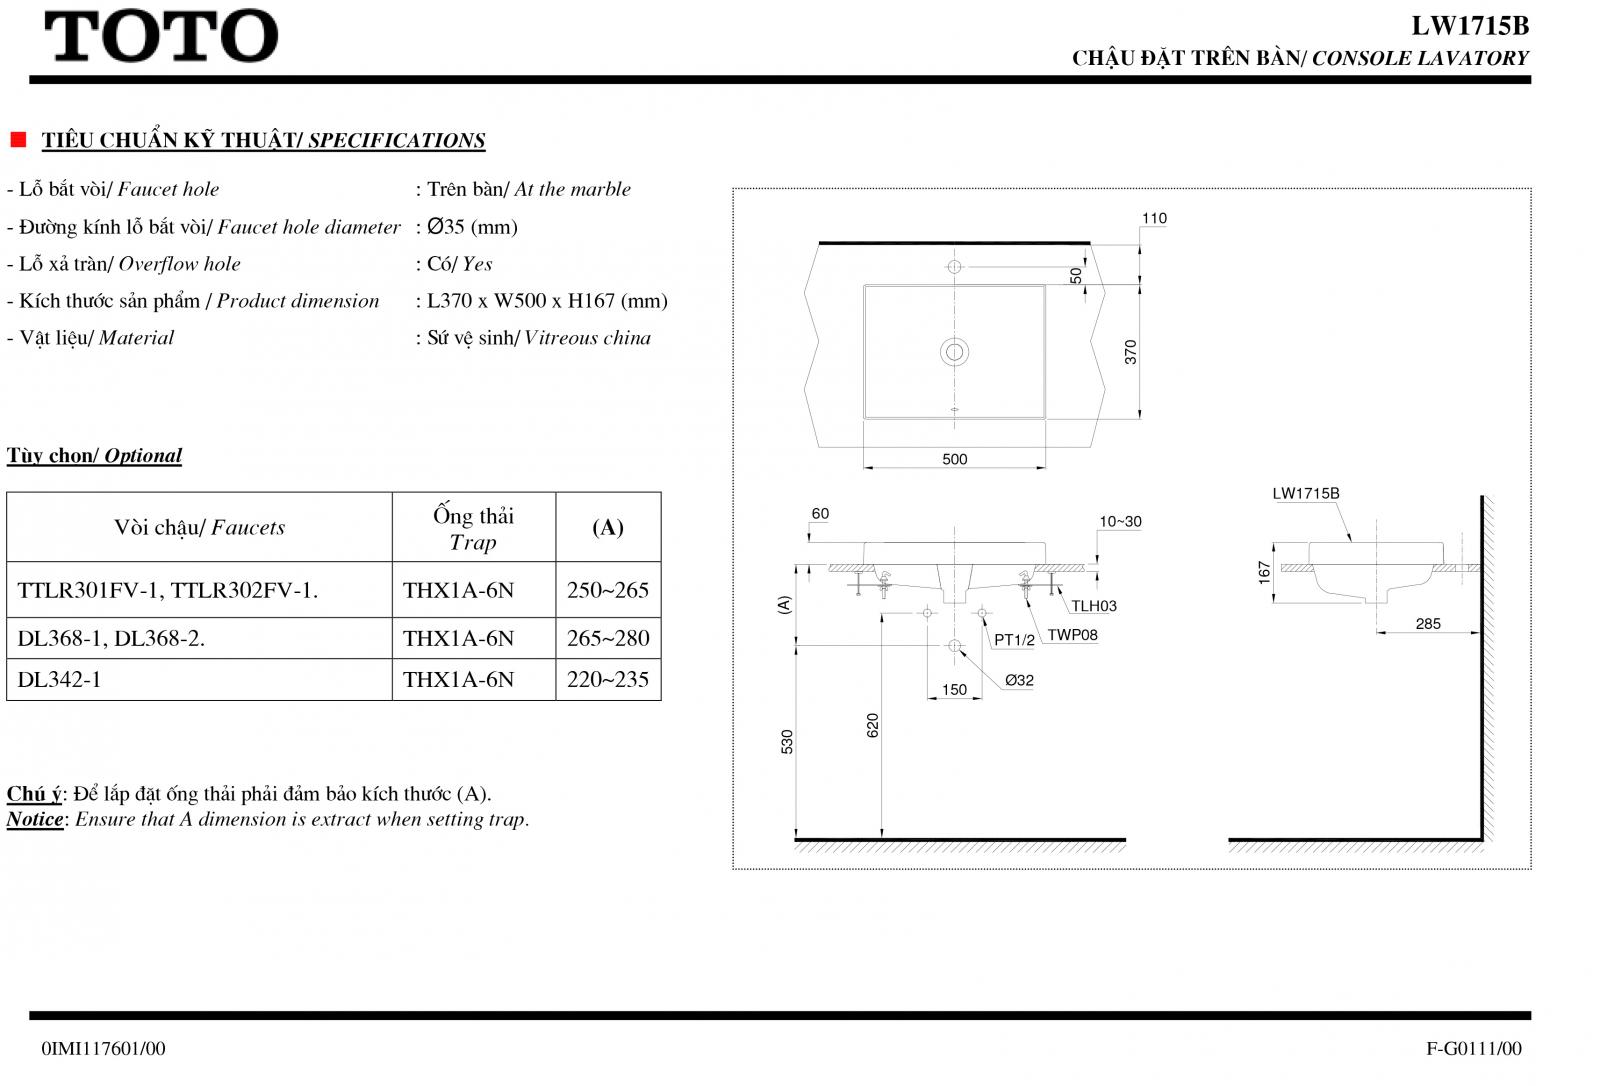 TOTO
LW1715B
CHẬU ĐẶT TRÊN BÀN/ CONSOLE LAVATORY
TIÊU CHUẨN KỸ THUẬT/ SPECIFICATIONS
- Lỗ bắt vòi/ Faucet hole : Trên bàn/ At the marble
- Đường kính lỗ bắt vòi/ Faucet hole diameter : Ø35 (mm)
- Lỗ xả tràn/ Overflow hole : Có/ Yes
- Kích thước sản phẩm / Product dimension : L370 x W500 x H167 (mm)
- Vật liệu/ Material : Sứ vệ sinh/ Vitreous china
Tùy chọn/ Optional
Vòi chậu/ Faucets Ống thải (A)
Trap
TTLR301FV-1, TTLR302FV-1. THX1A-6N 250~265
DL368-1, DL368-2. THX1A-6N 265~280
DL342-1 THX1A-6N 220~235
Chú ý: Để lắp đặt ống thải phải đảm bảo kích thước (A).
Notice: Ensure that A dimension is extract when setting trap.
110
50
370
500
LW1715B
60
10~30
167
(A)
TLH03
285
PT1/2
TWP08
Ø32
150
620
530
0IMI117601/00
F-G0111/00